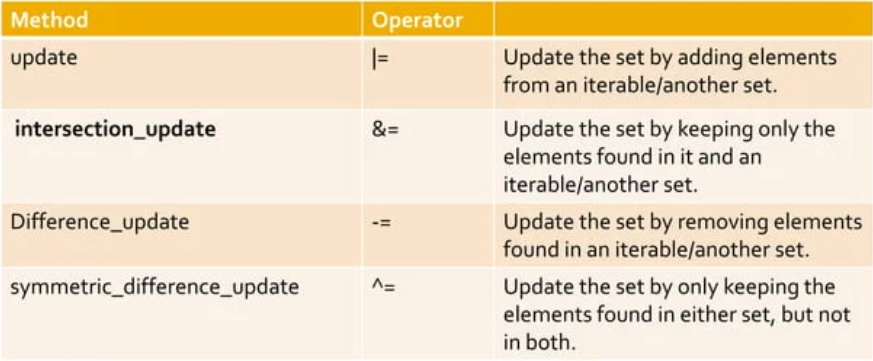 Method Operator
update |= Update the set by adding elements
from an iterable/another set.
intersection_update &= Update the set by keeping only the
elements found in it and an
iterable/another set.
Difference_update -= Update the set by removing elements
found in an iterable/another set.
symmetric_difference_update ^= Update the set by only keeping the
elements found in either set, but not
in both.